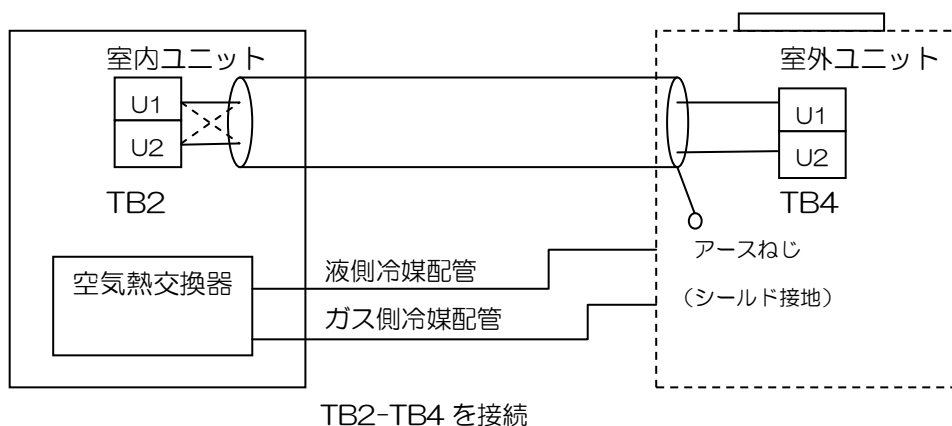 室内ユニット
U1
U2
TB2
空気熱交換器
液側冷媒配管
ガス側冷媒配管
室外ユニット
U1
U2
TB4
アースねじ
（シールド接地）
TB2-TB4 を接続